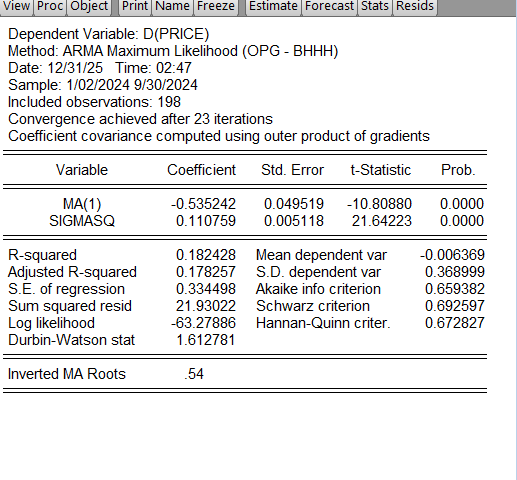 View Proc Object Print Name Freeze Estimate Forecast Stats Resids
Dependent Variable: D(PRICE)
Method: ARMA Maximum Likelihood (OPG - BHHH)
Date: 12/31/25 Time: 02:47
Sample: 1/02/2024 9/30/2024
Included observations: 198
Convergence achieved after 23 iterations
Coefficient covariance computed using outer product of gradients
Variable Coefficient Std. Error t-Statistic Prob.
MA(1) -0.535242 0.049519 -10.80880 0.0000
SIGMASQ 0.110759 0.005118 21.64223 0.0000
R-squared 0.182428 Mean dependent var -0.006369
Adjusted R-squared 0.178257 S.D. dependent var 0.368999
S.E. of regression 0.334498 Akaike info criterion 0.659382
Sum squared resid 21.93022 Schwarz criterion 0.692597
Log likelihood -63.27886 Hannan-Quinn criter. 0.672827
Durbin-Watson stat 1.612781
Inverted MA Roots .54